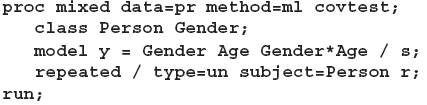 proc mixed data=pr method=ml covtest;
class Person Gender;
model y = Gender Age Gender*Age / s;
repeated / type=un subject=Person r;
run;